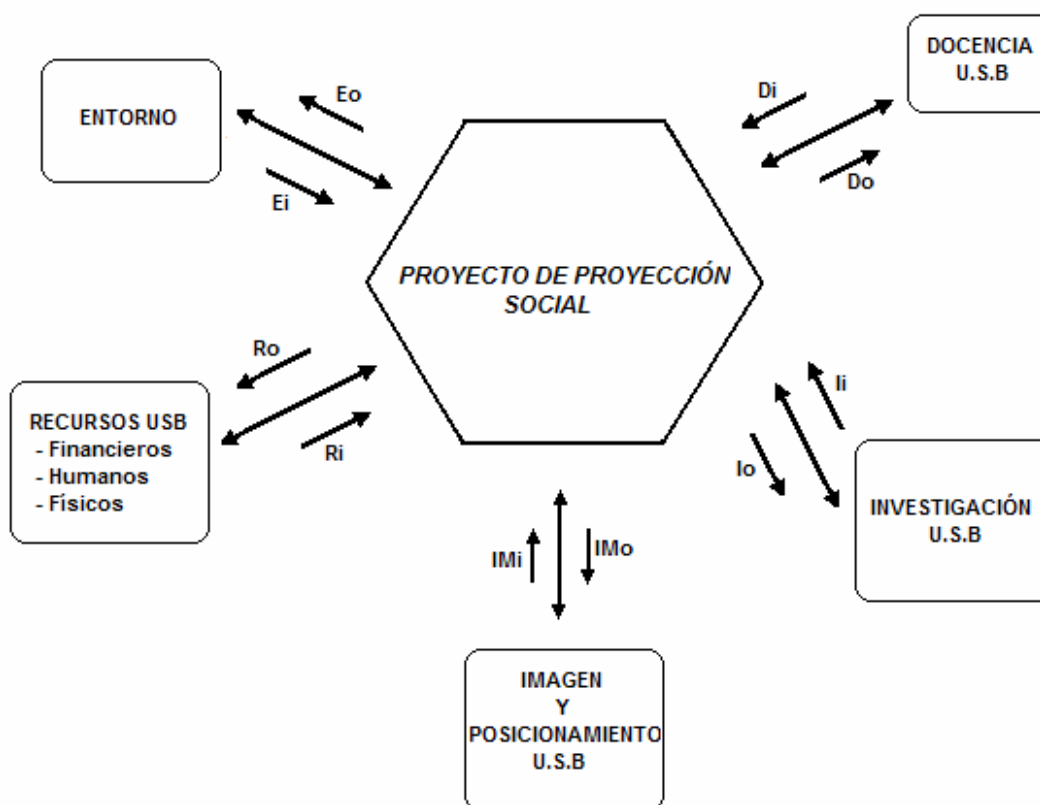 DOCENCIA
U.S.B
ENTORNO
Eo
Ei
Di
Do
PROYECTO DE PROYECCIÓN
SOCIAL
Ro
Ri
RECURSOS USB
- Financieros
- Humanos
- Físicos
Ii
Io
INVESTIGACIÓN
U.S.B
IMi
IMo
IMAGEN
Y
POSICIONAMIENTO
U.S.B